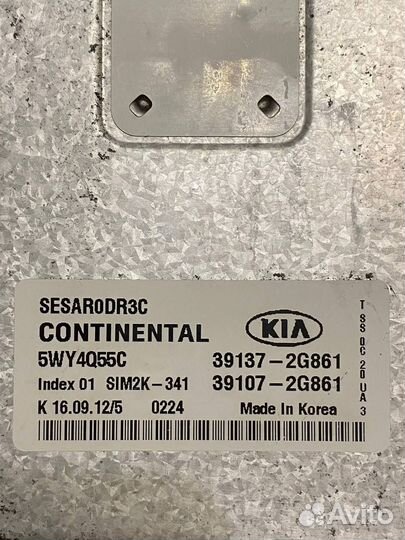 SESAR0DR3C
CONTINENTAL KIA
5WY4Q55C 39137-2G861
Index 01 SIM2K-341 39107-2G861
K 16.09.12/5 0224 Made in Korea
T SS QC 20 UA 3
Avito